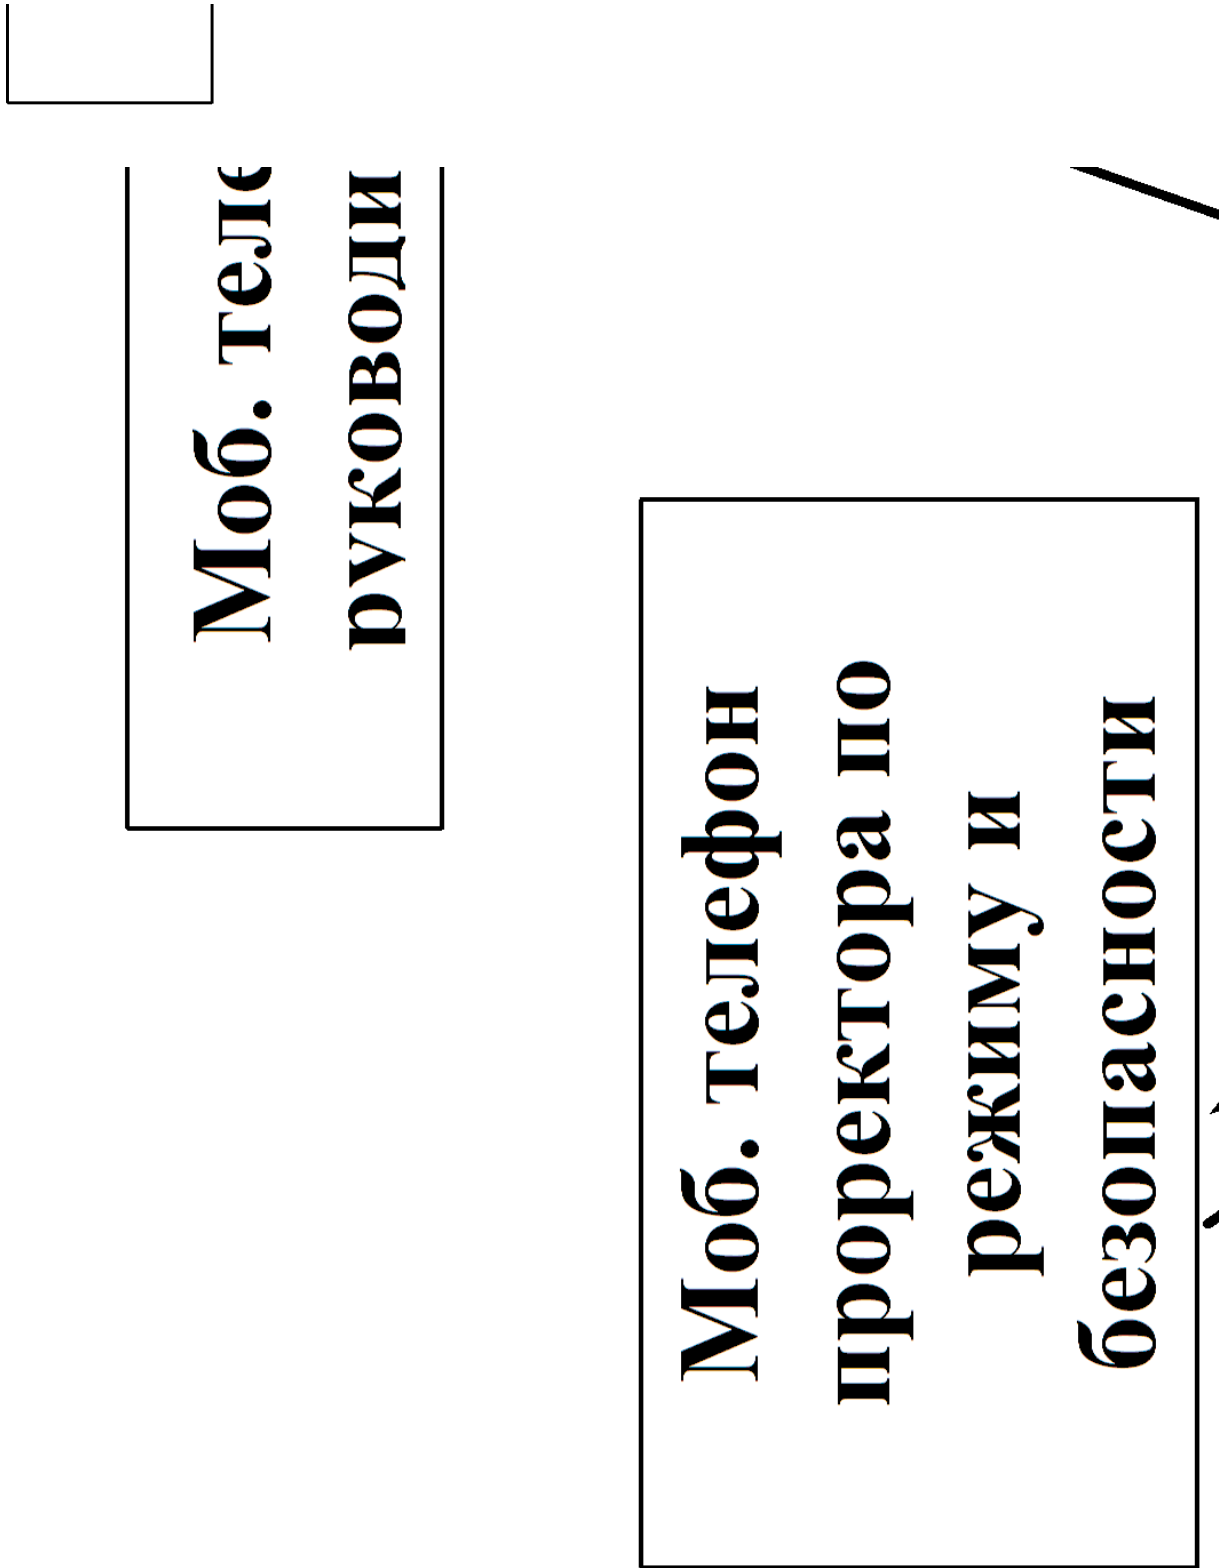 Моб. теле
руководи
Моб. телефон
проректора по
режиму и
безопасности